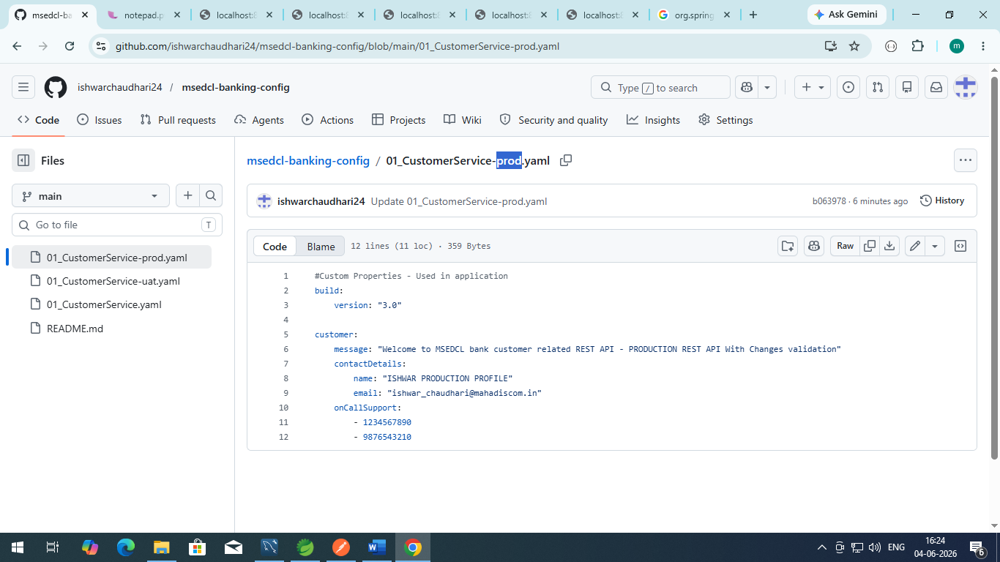 msedcl-ba
notepad.p
localhost:8
localhost:8
localhost:8
localhost:8
localhost:8
org.spring
Ask Gemini
github.com/ishwarchaudhari24/msedcl-banking-config/blob/main/01_CustomerService-prod.yaml
m
ishwarchaudhari24 / msedcl-banking-config
Type / to search
Code
Issues
Pull requests
Agents
Actions
Projects
Wiki
Security and quality
Insights
Settings
Files
main
Go to file
T
01_CustomerService-prod.yaml
01_CustomerService-uat.yaml
01_CustomerService.yaml
README.md
msedcl-banking-config / 01_CustomerService-prod.yaml
ishwarchaudhari24 Update 01_CustomerService-prod.yaml
b063978 · 6 minutes ago
History
Code
Blame
12 lines (11 loc) · 359 Bytes
Raw
1 #Custom Properties - Used in application
2 build:
3 version: "3.0"
4
5 customer:
6 message: "Welcome to MSEDCL bank customer related REST API - PRODUCTION REST API With Changes validation"
7 contactDetails:
8 name: "ISHWAR PRODUCTION PROFILE"
9 email: "ishwar_chaudhari@mahadiscom.in"
10 onCallSupport:
11 - 1234567890
12 - 9876543210
ENG
16:24
04-06-2026
6